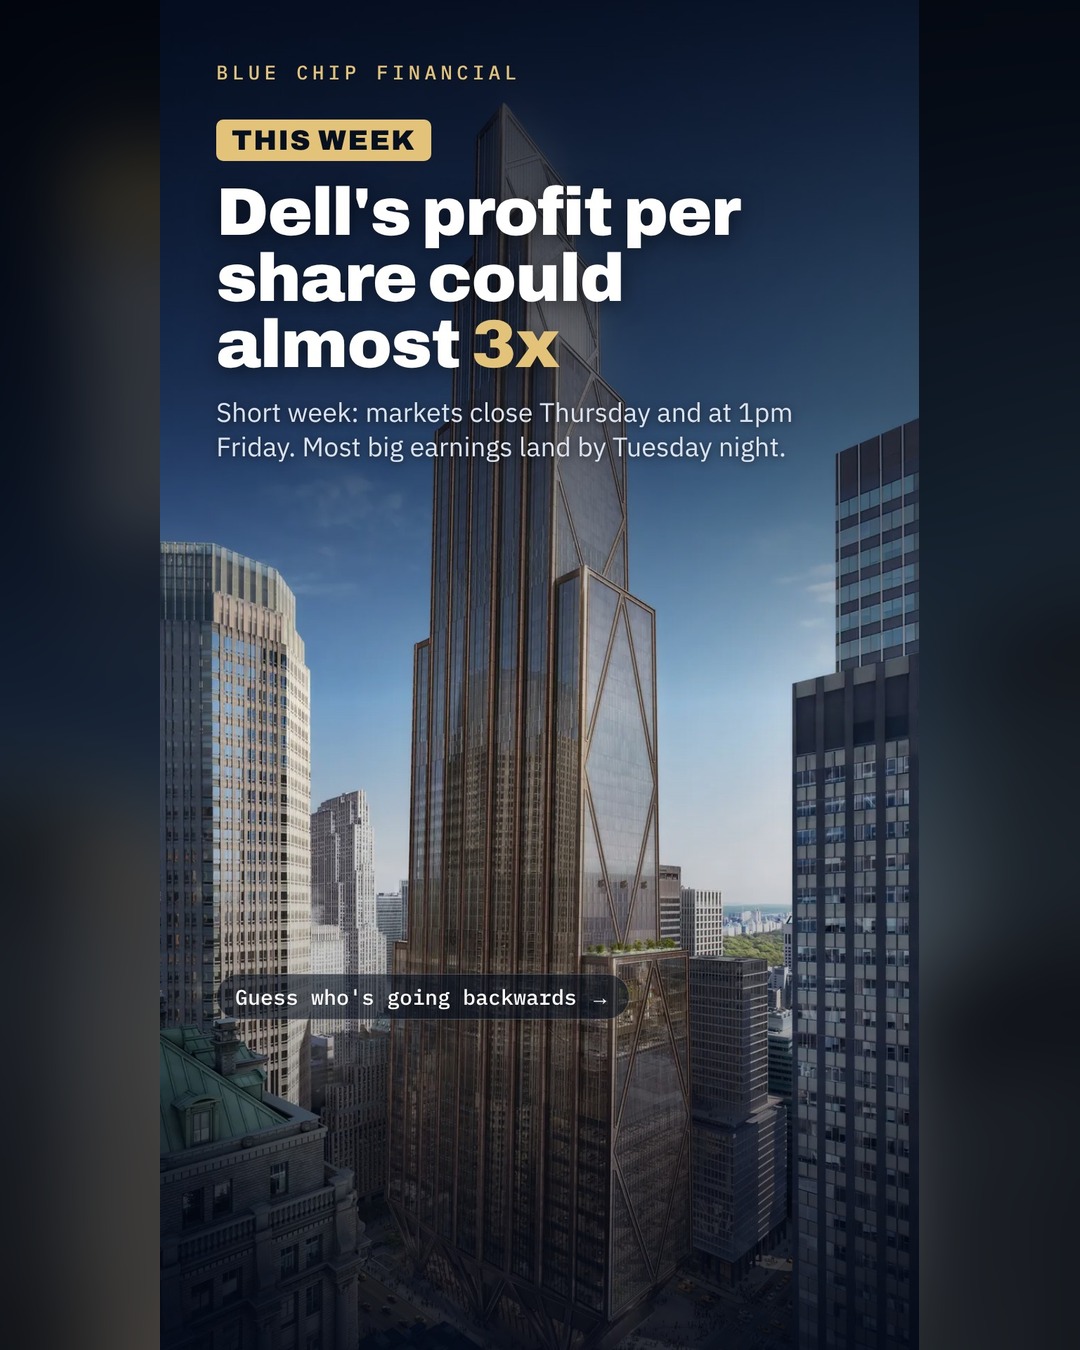 BLUE CHIP FINANCIAL
THIS WEEK
Dell's profit per
share could
almost 3x
Short week: markets close Thursday and at 1pm
Friday. Most big earnings land by Tuesday night.
Guess who's going backwards →